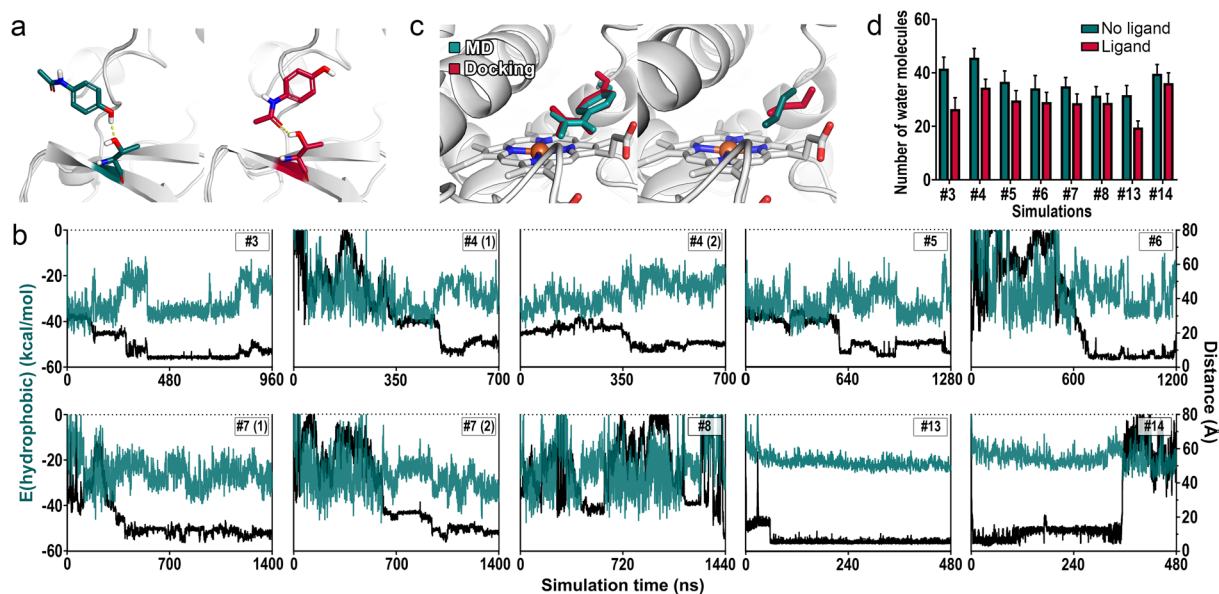 a
c
MD
Docking
d
No ligand
Ligand
Number of water molecules
60
40
20
0
#3 #4 #5 #6 #7 #8 #13 #14
Simulations
b
E(hydrophobic) (kcal/mol)
0
-20
-40
-60
#3
0 480 960
#4 (1)
0 350 700
#4 (2)
0 350 700
#5
0 640 1280
#6
0 600 1200
80
60
40
20
0
Distance (Å)
0
-20
-40
-60
#7 (1)
0 700 1400
#7 (2)
0 700 1400
#8
0 720 1440
#13
0 240 480
#14
0 240 480
80
60
40
20
0
Simulation time (ns)